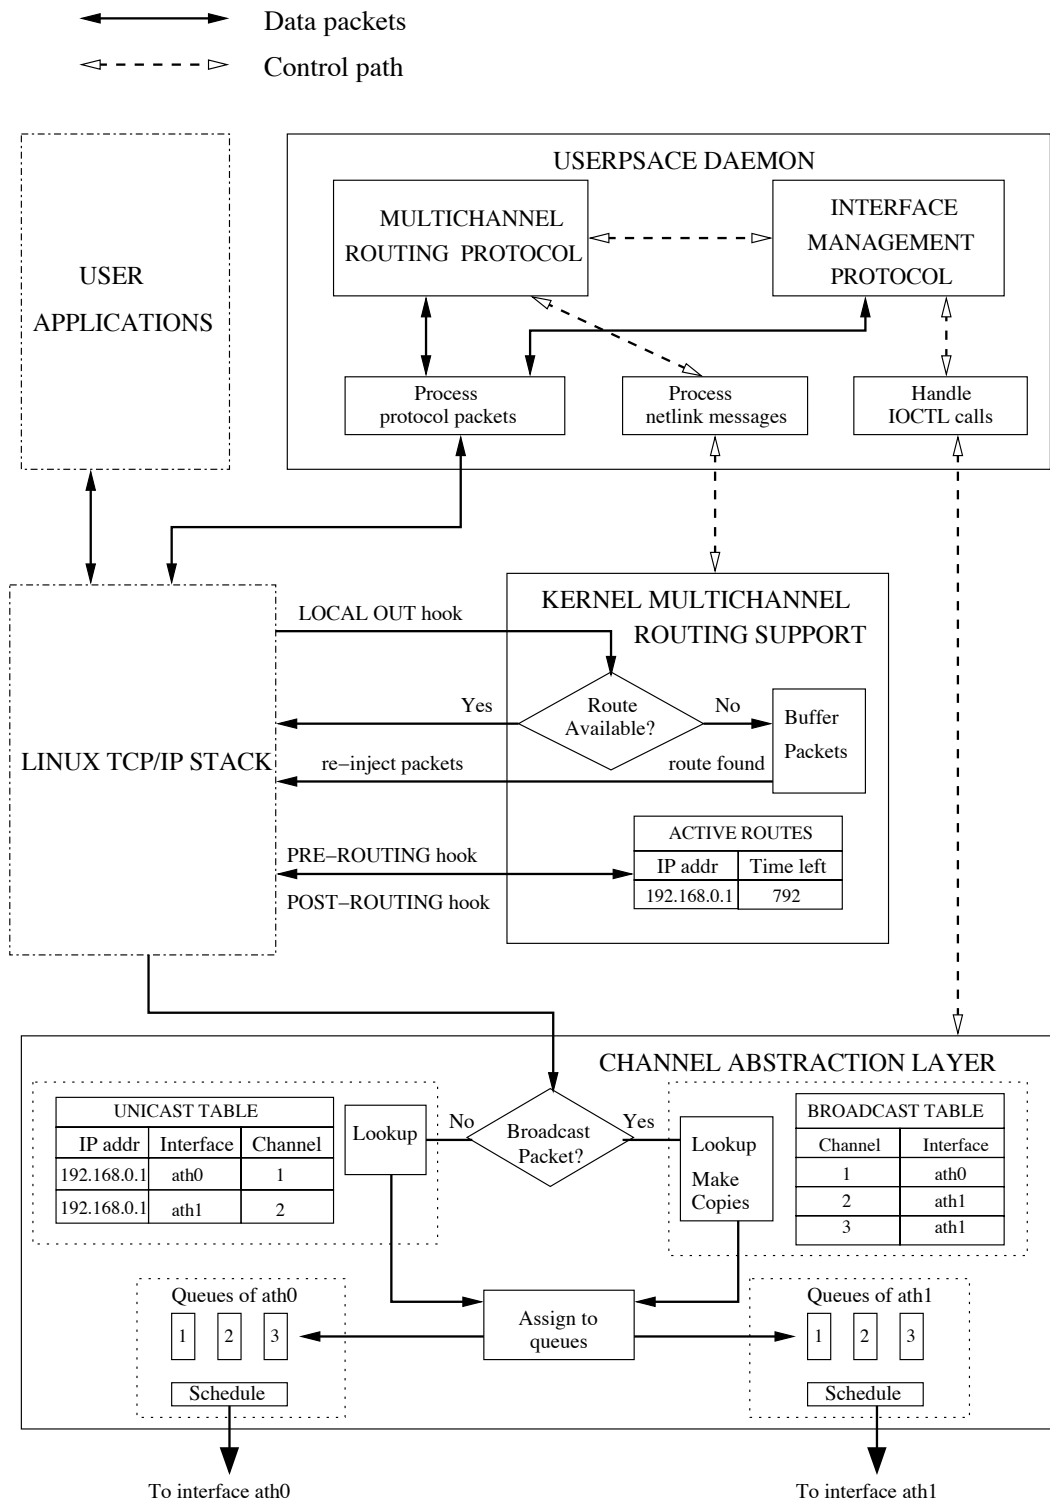 Data packets
Control path
USERPSACE DAEMON
MULTICHANNEL
ROUTING PROTOCOL
INTERFACE
MANAGEMENT
PROTOCOL
USER
APPLICATIONS
Process
protocol packets
Process
netlink messages
Handle
IOCTL calls
LINUX TCP/IP STACK
LOCAL OUT hook
KERNEL MULTICHANNEL
ROUTING SUPPORT
Yes
Route
Available?
No
Buffer
Packets
re-inject packets
route found
PRE-ROUTING hook
POST-ROUTING hook
ACTIVE ROUTES
IP addr Time left
192.168.0.1 792
CHANNEL ABSTRACTION LAYER
UNICAST TABLE
IP addr Interface Channel
192.168.0.1 ath0 1
192.168.0.1 ath1 2
Lookup
No
Broadcast
Packet?
Yes
Lookup
Make
Copies
BROADCAST TABLE
Channel Interface
1 ath0
2 ath1
3 ath1
Queues of ath0
1 2 3
Schedule
Assign to
queues
Queues of ath1
1 2 3
Schedule
To interface ath0
To interface ath1